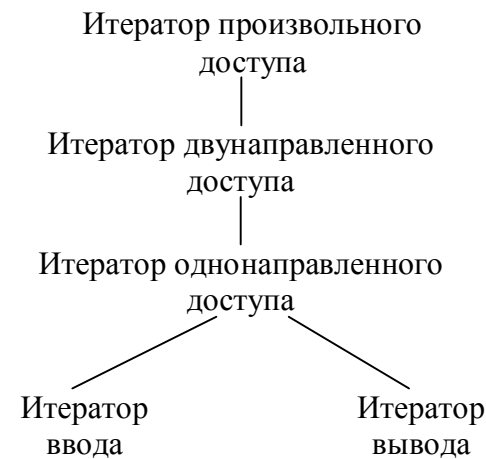 Итератор произвольного
доступа
Итератор двунаправленного
доступа
Итератор однонаправленного
доступа
Итератор
ввода
Итератор
вывода